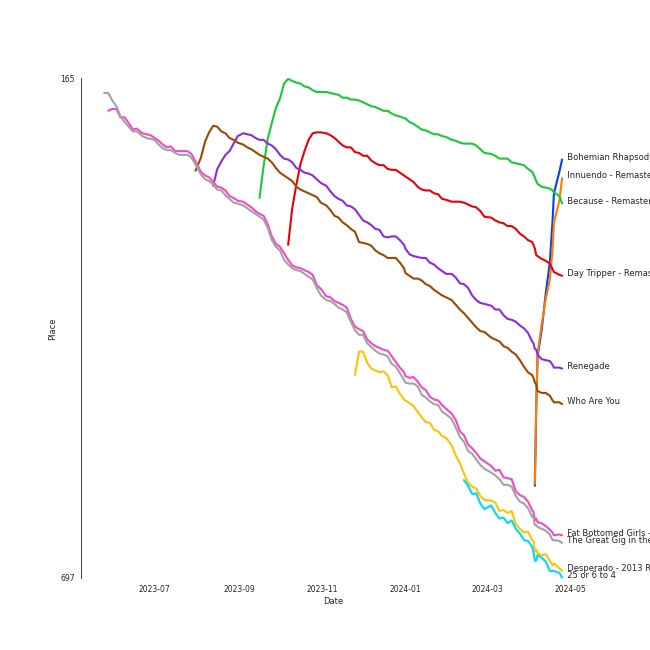 165
Bohemian Rhapsod
Innuendo - Remaste
Because - Remaster
Day Tripper - Remas
Place
Renegade
Who Are You
Fat Bottomed Girls -
The Great Gig in the
Desperado - 2013 R
25 or 6 to 4
697
2023-07 2023-09 2023-11 2024-01 2024-03 2024-05
Date